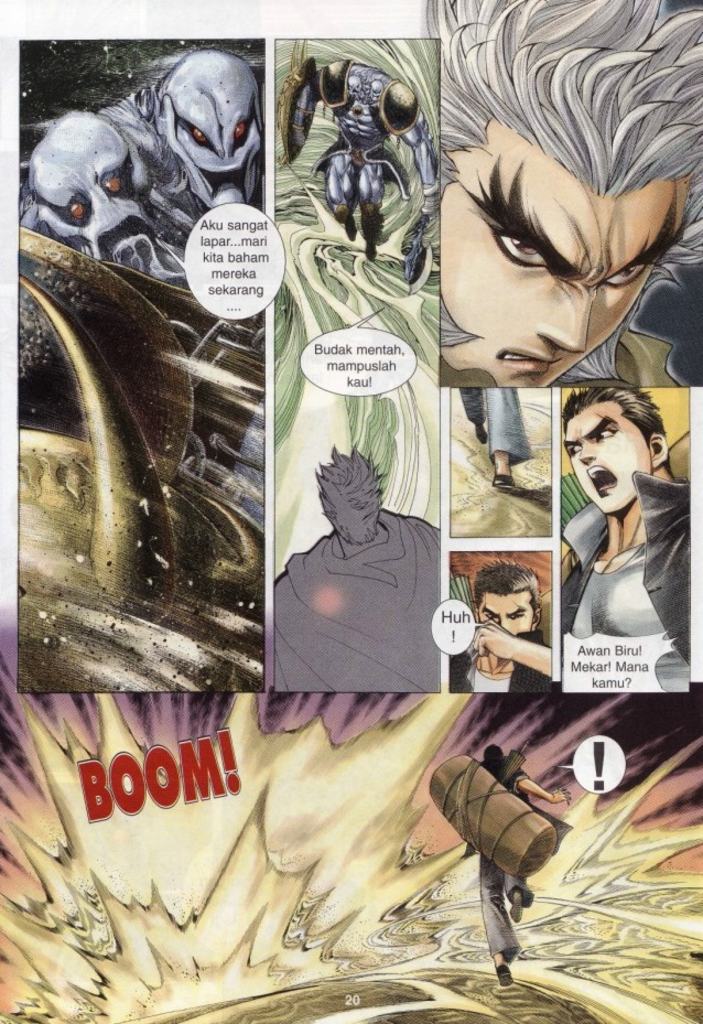 Aku sangat
lapar...mari
kita baham
mereka
sekarang
....
Budak mentah,
mampuslah
kau!
Huh
!
Awan Biru!
Mekar! Mana
kamu?
BOOM!
!
20